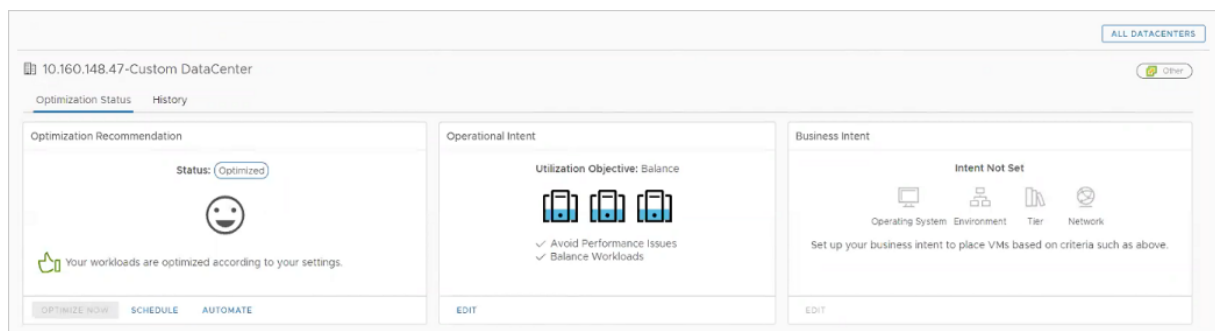 ALL DATACENTERS
10.160.148.47-Custom DataCenter
Other
Optimization Status History
Optimization Recommendation
Status: Optimized
Your workloads are optimized according to your settings.
OPTIMIZE NOW SCHEDULE AUTOMATE
Operational Intent
Utilization Objective: Balance
Avoid Performance Issues
Balance Workloads
EDIT
Business Intent
Intent Not Set
Operating System Environment Tier Network
Set up your business intent to place VMs based on criteria such as above.
EDIT